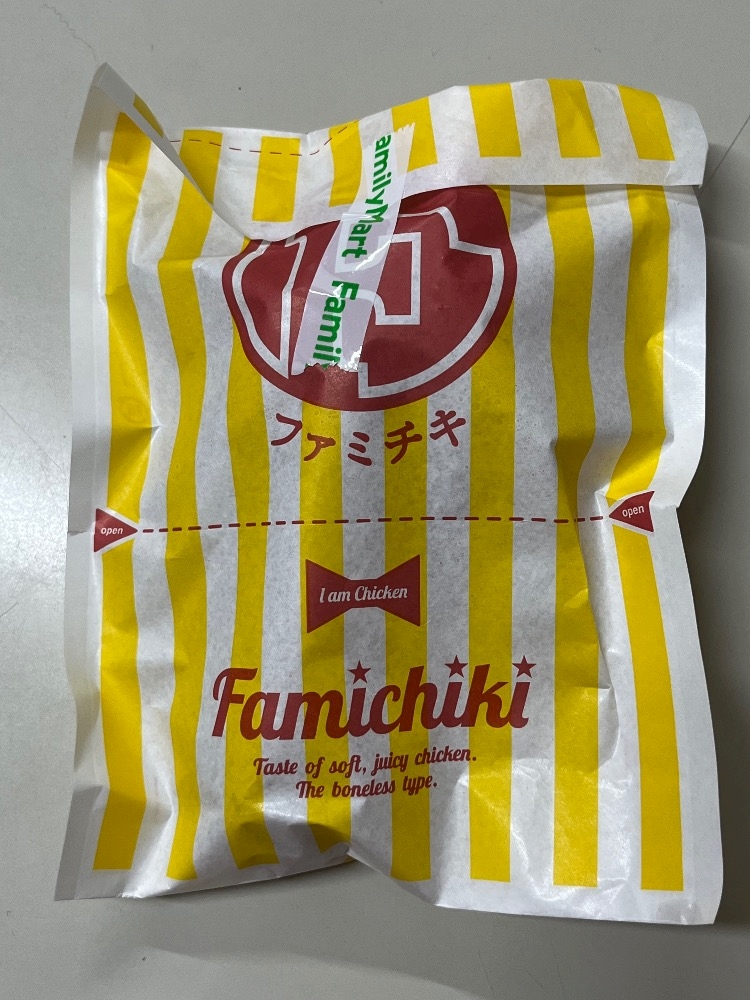 amilyMart Famil
ファミチキ
open
open
I am Chicken
Famichiki
Taste of soft, juicy chicken.
The boneless type.